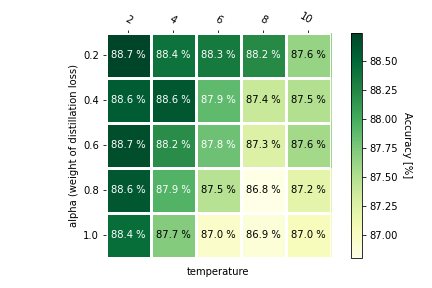 2 4 6 8 10
0.2 88.7 % 88.4 % 88.3 % 88.2 % 87.6 %
0.4 88.6 % 88.6 % 87.9 % 87.4 % 87.5 %
0.6 88.7 % 88.2 % 87.8 % 87.3 % 87.6 %
0.8 88.6 % 87.9 % 87.5 % 86.8 % 87.2 %
1.0 88.4 % 87.7 % 87.0 % 86.9 % 87.0 %
alpha (weight of distillation loss)
temperature
88.50
88.25
88.00
87.75
87.50
87.25
87.00
Accuracy [%]